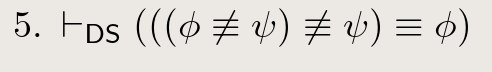 5. ⊢DS (((ϕ ≢ ψ) ≢ ψ) ≡ ϕ)